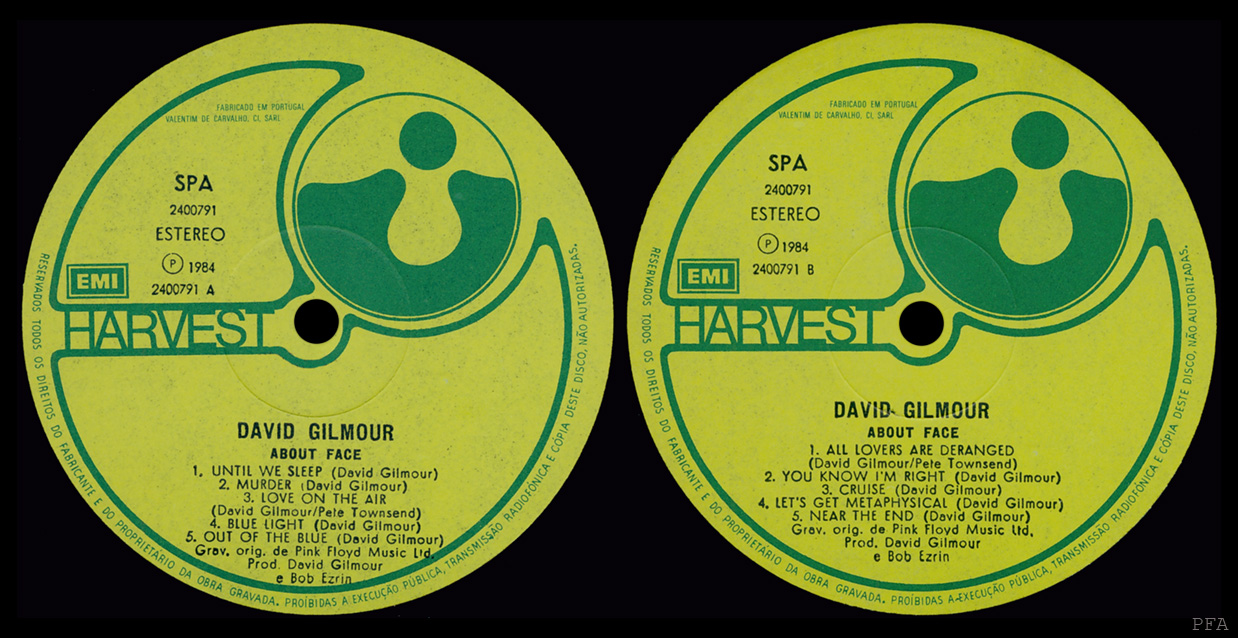 FABRICADO EM PORTUGAL
VALENTIM DE CARVALHO, CI, SARL
SPA
2400791
ESTEREO
Ⓟ 1984
2400791 A
EMI
HARVEST
DAVID GILMOUR
ABOUT FACE
1. UNTIL WE SLEEP (David Gilmour)
2. MURDER (David Gilmour)
3. LOVE ON THE AIR
(David Gilmour/Pete Townsend)
4. BLUE LIGHT (David Gilmour)
5. OUT OF THE BLUE (David Gilmour)
Grav. orig. de Pink Floyd Music Ltd.
Prod. David Gilmour
e Bob Ezrin
RESERVADOS TODOS OS DIREITOS DO FABRICANTE E DO PROPRIETÁRIO DA OBRA GRAVADA. PROÍBIDAS A EXECUÇÃO PÚBLICA, TRANSMISSÃO RADIOFÓNICA E CÓPIA DESTE DISCO, NÃO AUTORIZADAS.
FABRICADO EM PORTUGAL
VALENTIM DE CARVALHO, CI, SARL
SPA
2400791
ESTEREO
Ⓟ 1984
2400791 B
EMI
HARVEST
DAVID GILMOUR
ABOUT FACE
1. ALL LOVERS ARE DERANGED
(David Gilmour/Pete Townsend)
2. YOU KNOW I'M RIGHT (David Gilmour)
3. CRUISE (David Gilmour)
4. LET'S GET METAPHYSICAL (David Gilmour)
5. NEAR THE END (David Gilmour)
Grav. orig. de Pink Floyd Music Ltd.
Prod. David Gilmour
e Bob Ezrin
RESERVADOS TODOS OS DIREITOS DO FABRICANTE E DO PROPRIETÁRIO DA OBRA GRAVADA. PROÍBIDAS A EXECUÇÃO PÚBLICA, TRANSMISSÃO RADIOFÓNICA E CÓPIA DESTE DISCO, NÃO AUTORIZADAS.
PFA